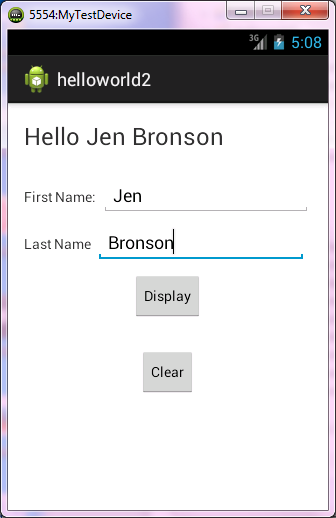 5554:MyTestDevice
3G 5:08
helloworld2
Hello Jen Bronson
First Name: Jen
Last Name Bronson
Display
Clear